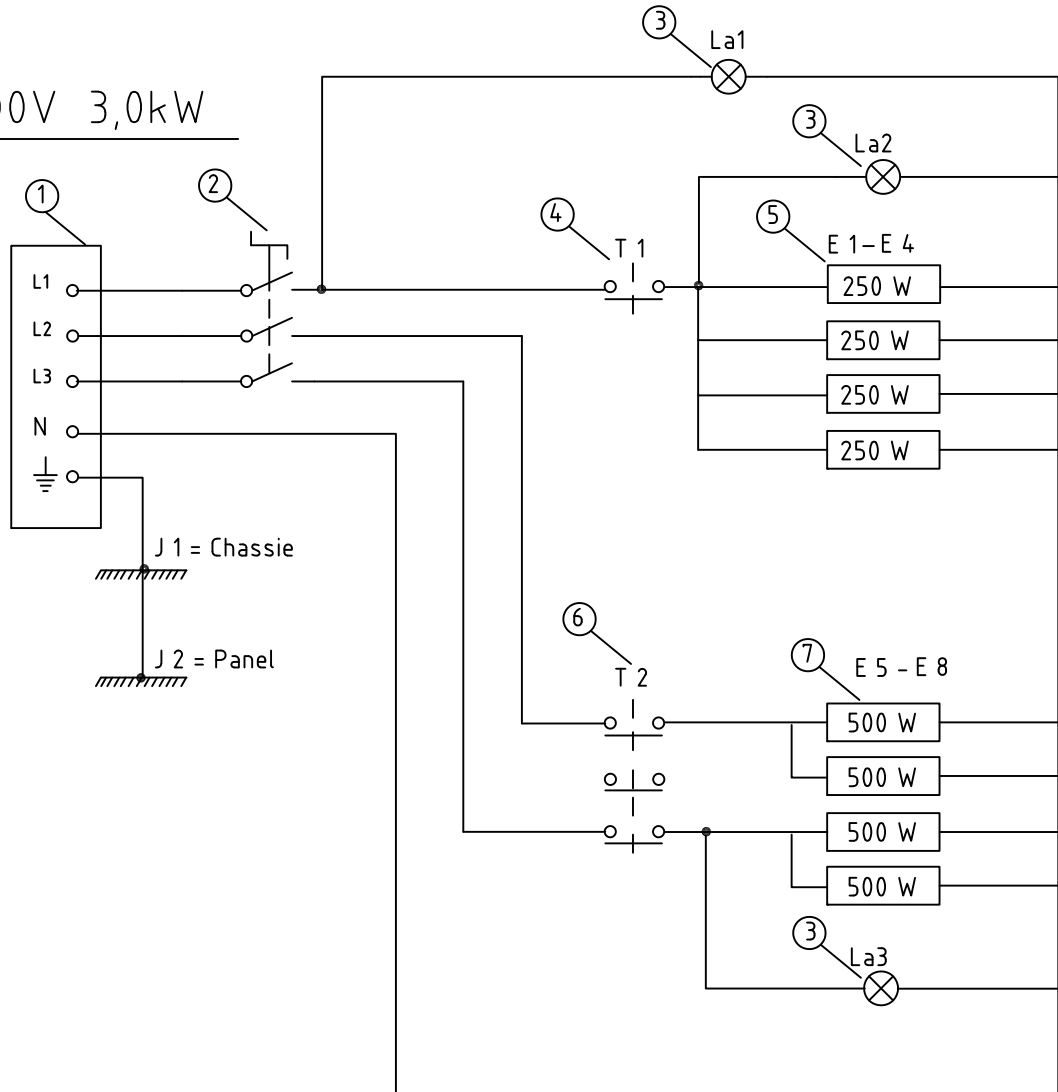 3
La1
00V 3,0kW
3
La2
1
2
4
5
T 1
E 1-E 4
L1
250 W
L2
250 W
L3
250 W
N
250 W
J 1 = Chassie
6
J 2 = Panel
7
T 2
E 5 - E 8
500 W
500 W
500 W
500 W
3
La3